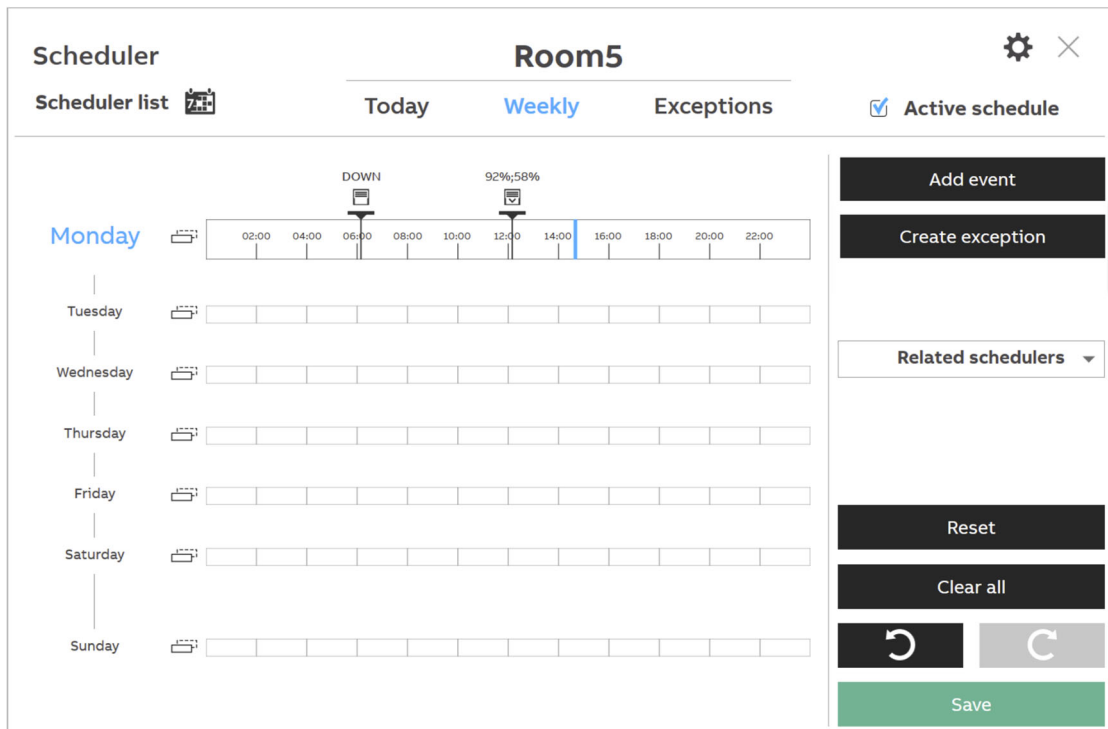 Scheduler
Room5
Scheduler list
Today Weekly Exceptions
Active schedule
DOWN 92%;58%
Monday
02:00 04:00 06:00 08:00 10:00 12:00 14:00 16:00 18:00 20:00 22:00
Tuesday
Wednesday
Thursday
Friday
Saturday
Sunday
Add event
Create exception
Related schedulers
Reset
Clear all
Save